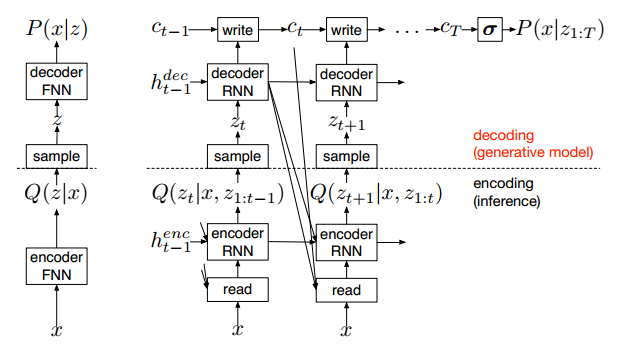 P(x|z)
decoder
FNN
z
sample
Q(z|x)
encoder
FNN
x
c_{t-1}
write
c_t
write
...
c_T
σ
P(x|z_{1:T})
h_{t-1}^{dec}
decoder
RNN
decoder
RNN
z_t
z_{t+1}
sample
sample
Q(z_t|x, z_{1:t-1})
Q(z_{t+1}|x, z_{1:t})
h_{t-1}^{enc}
encoder
RNN
encoder
RNN
read
read
x
x
decoding
(generative model)
encoding
(inference)